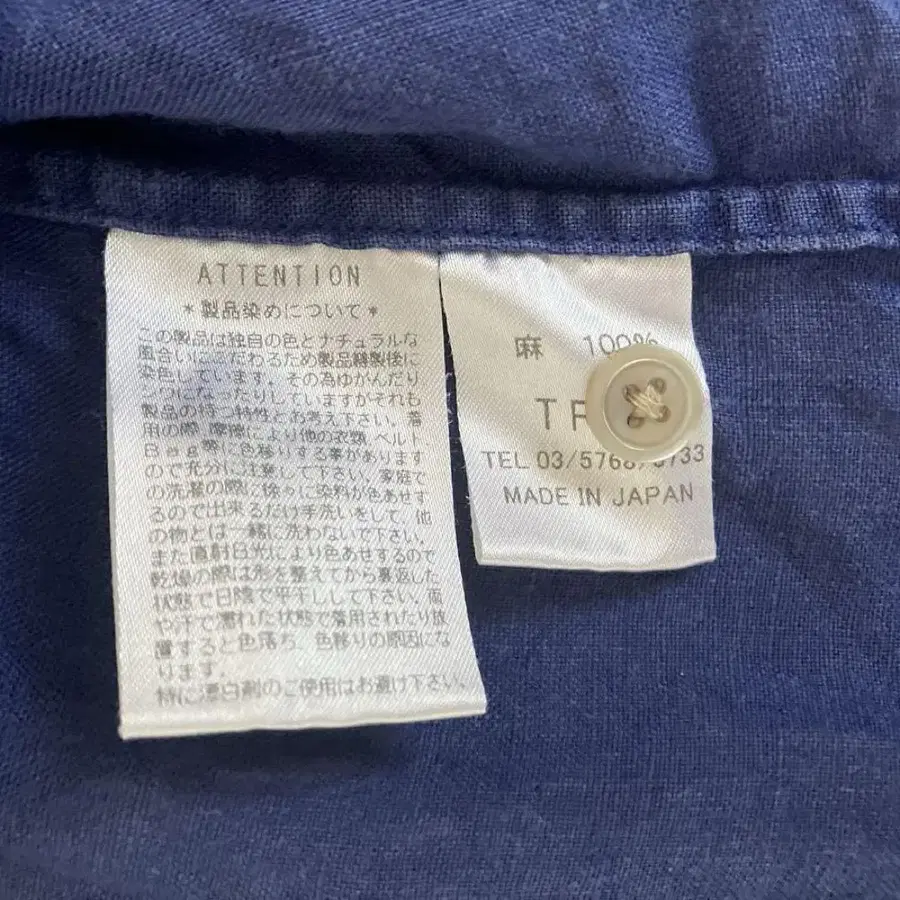 ATTENTION
*製品染めについて*
この製品は独自の色とナチュラルな
風合いにこだわるため製品縫製後に
染色しています。その為ゆがんだり
シワになったりしていますがそれも
製品の持つ特性とお考え下さい。着
用の際、摩擦により他の衣類、ベルト、
Bag等に色移りする事があります
ので充分に注意して下さい。家庭で
の洗濯の際に徐々に染料が色あせす
るので出来るだけ手洗いをして、他
の物とは一緒に洗わないで下さい。
また直射日光により色あせするので
乾燥の際は形を整えてから裏返した
状態で日陰で平干しして下さい。雨
や汗で濡れた状態で着用されたり放
置すると色落ち、色移りの原因にな
ります。
特に漂白剤のご使用はお避け下さい。
麻 100%
TEL 03/5768/
MADE IN JAPAN